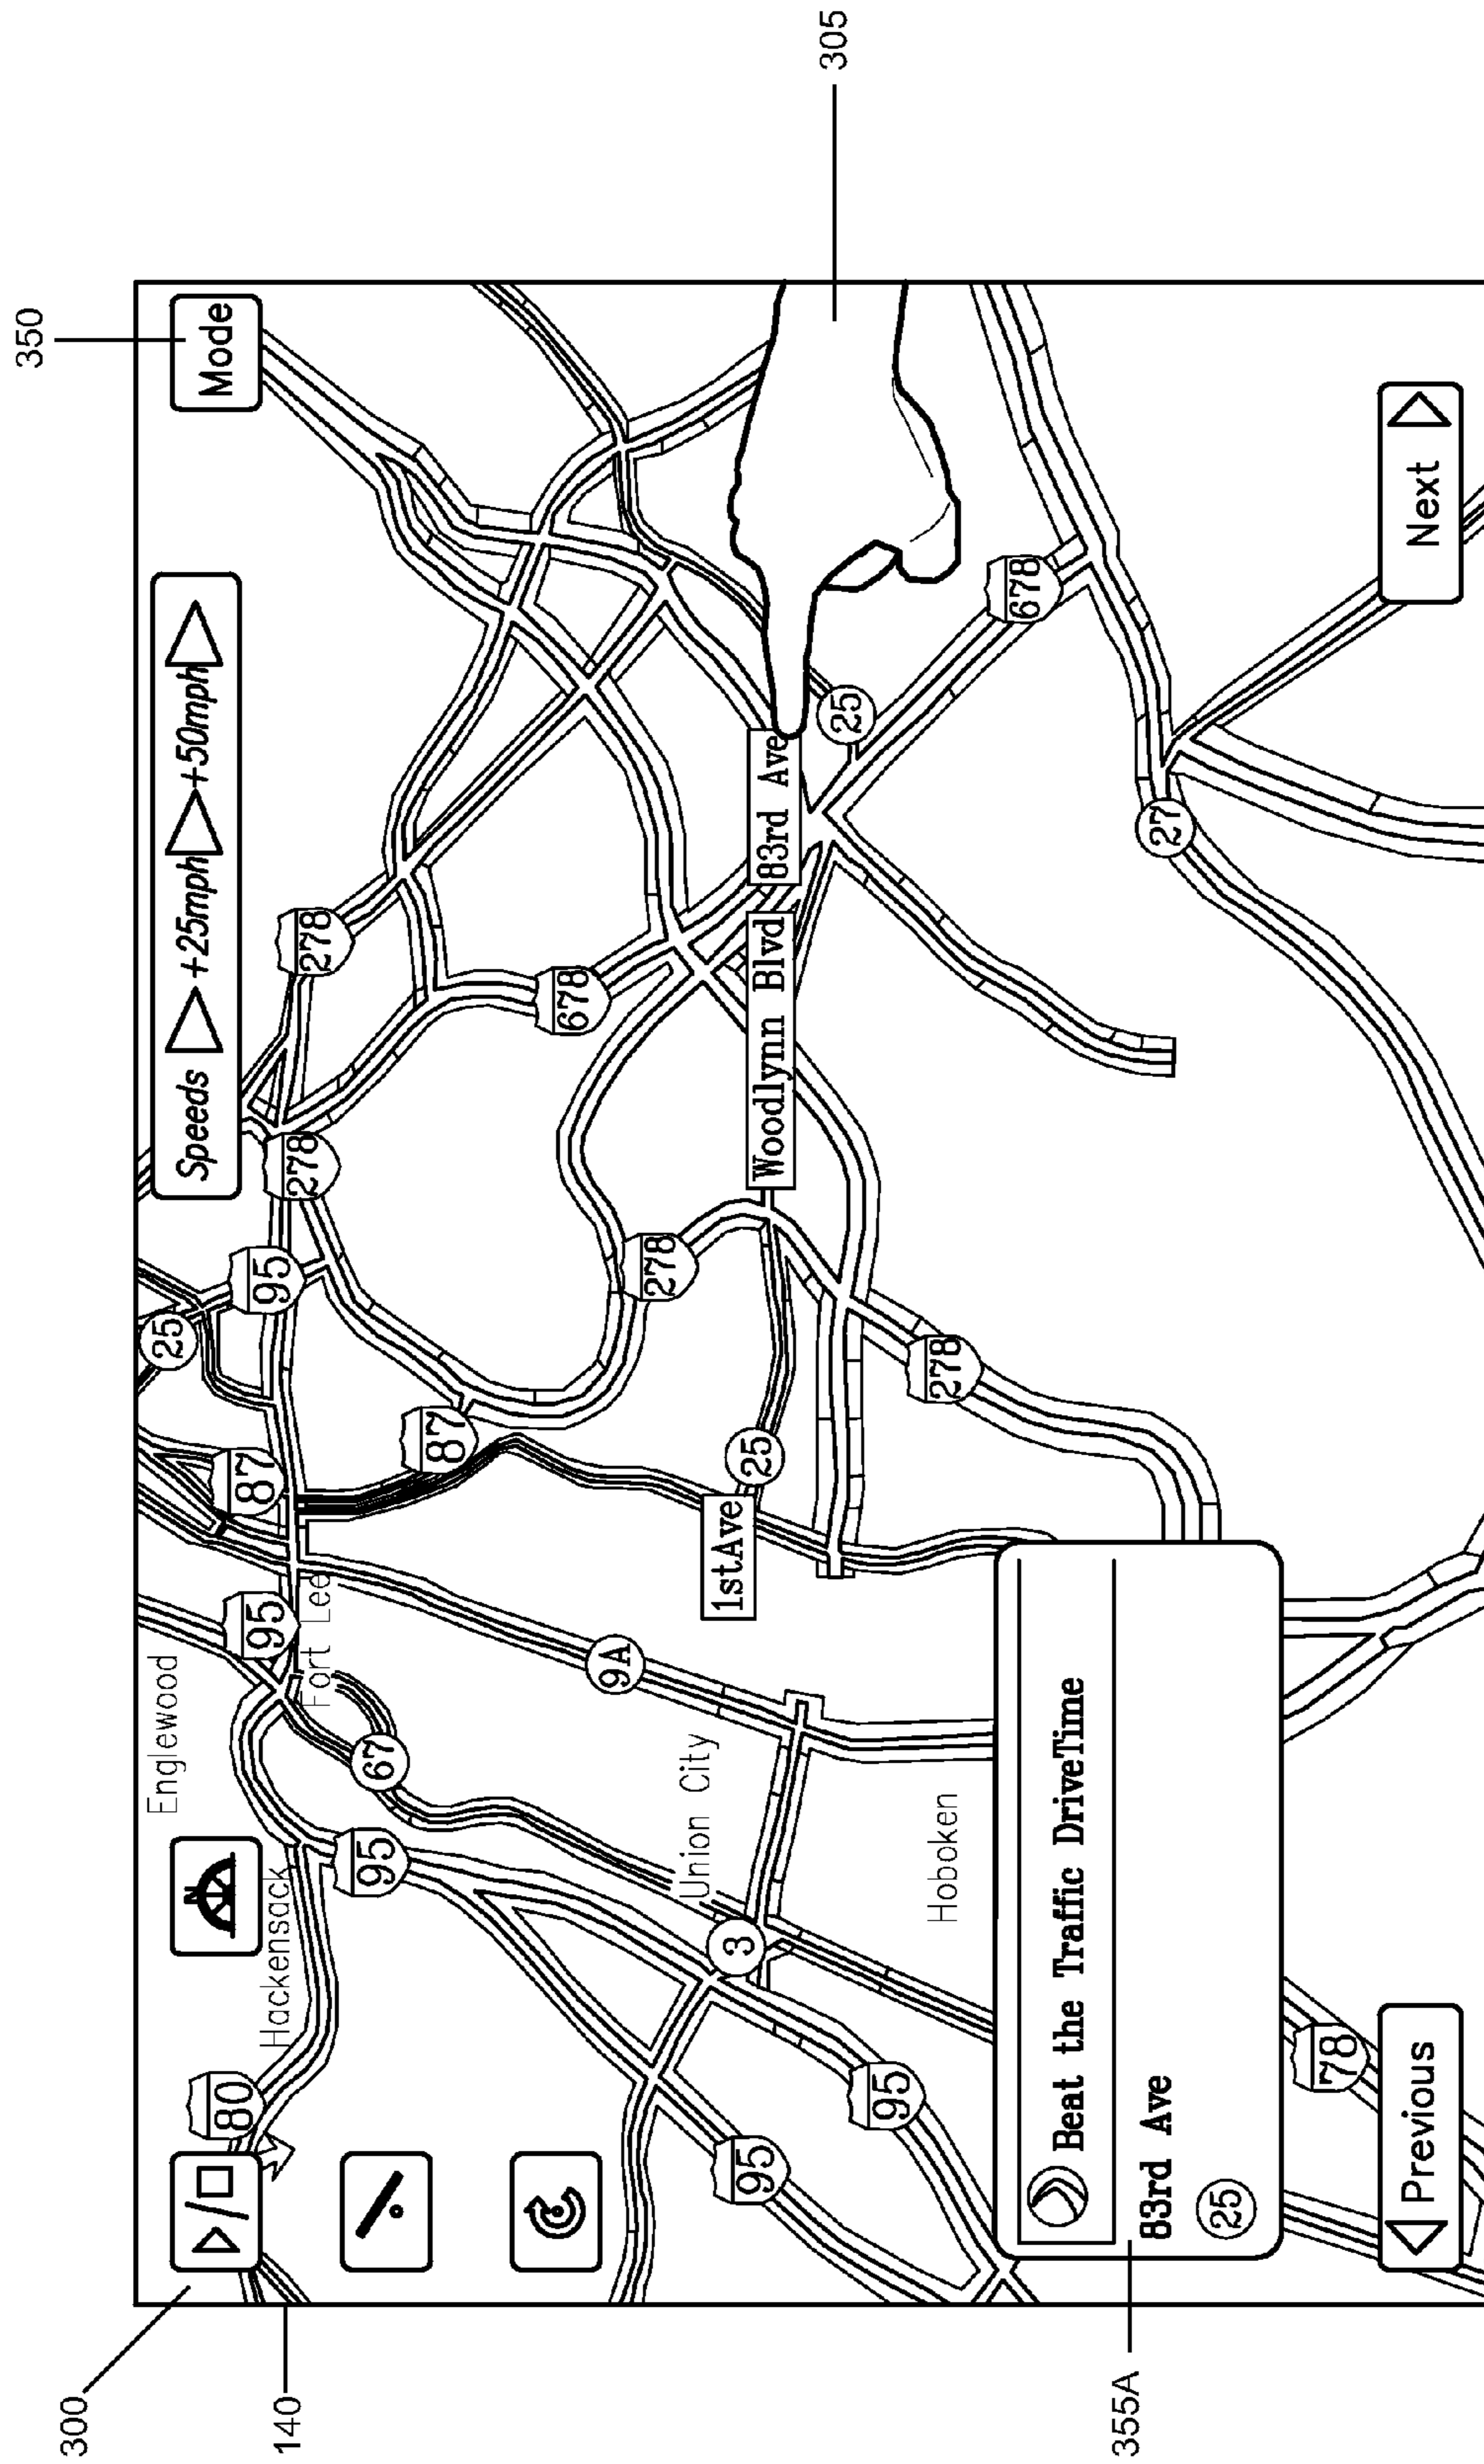 350
Mode
305
Speeds +25mph +50mph
300
140
80
Hackensack
Englewood
Fort Lee
95
87
25
95
278
278
67
95
87
678
9A
278
Union City
3
1stAve
25
Woodlynn Blvd
83rd Ave
25
95
95
Hoboken
278
678
27
355A
Beat the Traffic DriveTime
83rd Ave
25
78
Previous
Next